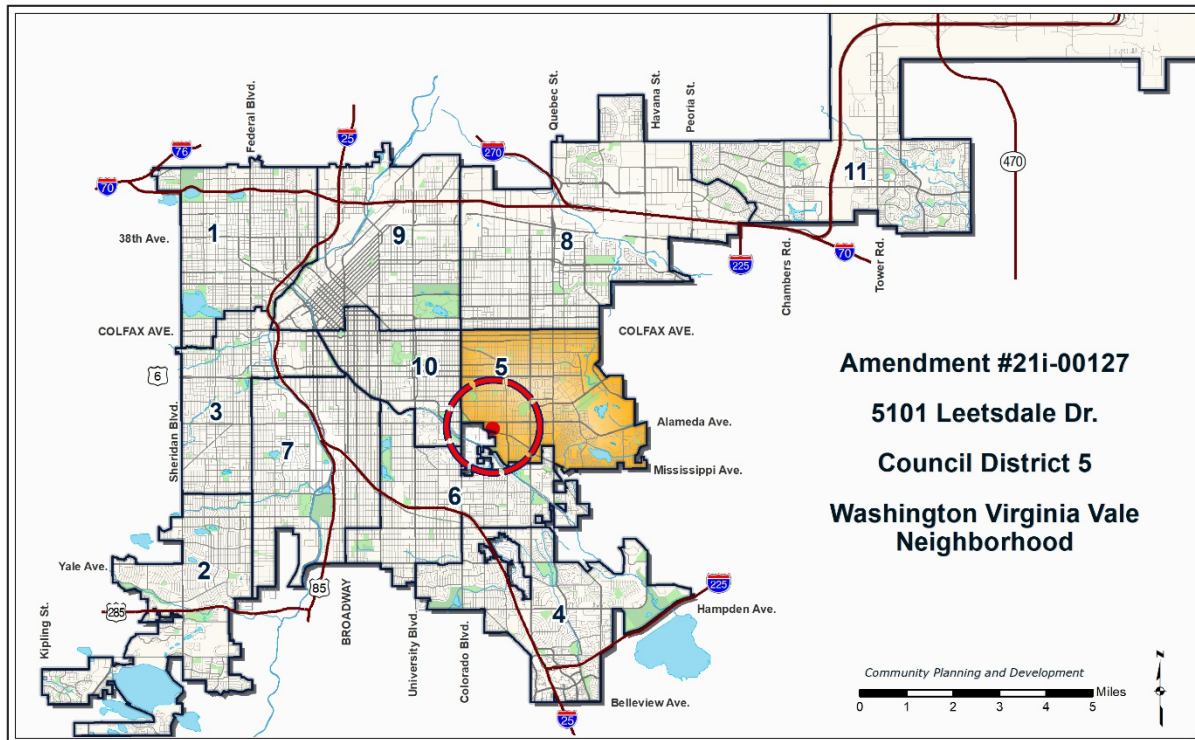 Federal Blvd.
Quebec St.
Havana St.
Peoria St.
76
25
270
70
470
11
1
9
8
38th Ave.
225
70
Chambers Rd.
Tower Rd.
COLFAX AVE.
COLFAX AVE.
6
10
5
Sheridan Blvd.
3
7
Alameda Ave.
Mississippi Ave.
6
Amendment #21i-00127
5101 Leetsdale Dr.
Council District 5
Washington Virginia Vale
Neighborhood
Yale Ave.
2
85
285
Kipling St.
BROADWAY
University Blvd.
Colorado Blvd.
4
225
Hampden Ave.
Belleview Ave.
25
Community Planning and Development
0 1 2 3 4 5 Miles
Z